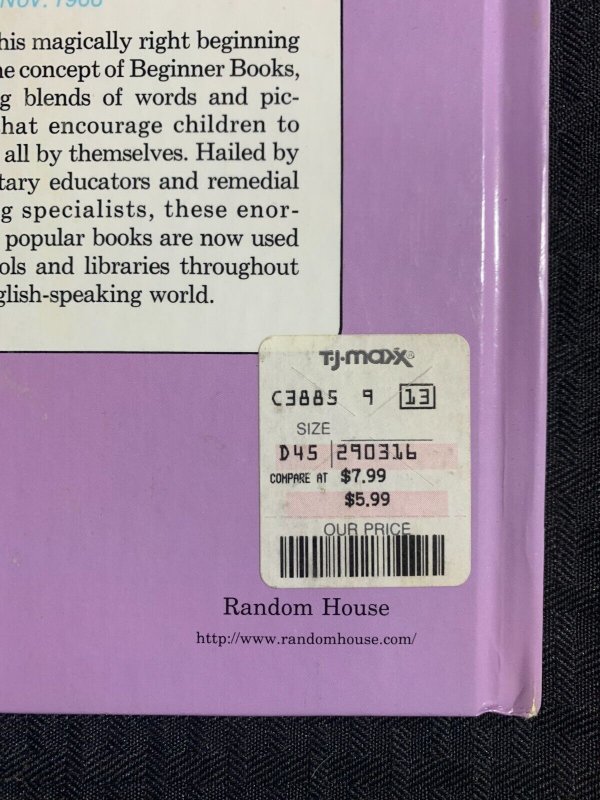 Nov. 1960
his magically right beginning
e concept of Beginner Books,
g blends of words and pic-
hat encourage children to
all by themselves. Hailed by
tary educators and remedial
g specialists, these enor-
popular books are now used
ols and libraries throughout
glish-speaking world.
T·J·maxx®
C3885 9 13
SIZE
D45 290316
COMPARE AT $7.99
$5.99
OUR PRICE
Random House
http://www.randomhouse.com/